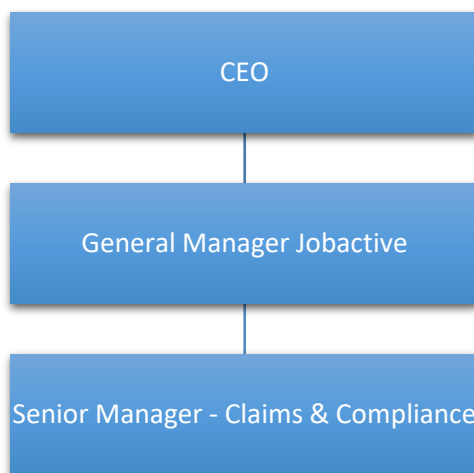 CEO
General Manager Jobactive
Senior Manager - Claims & Compliance